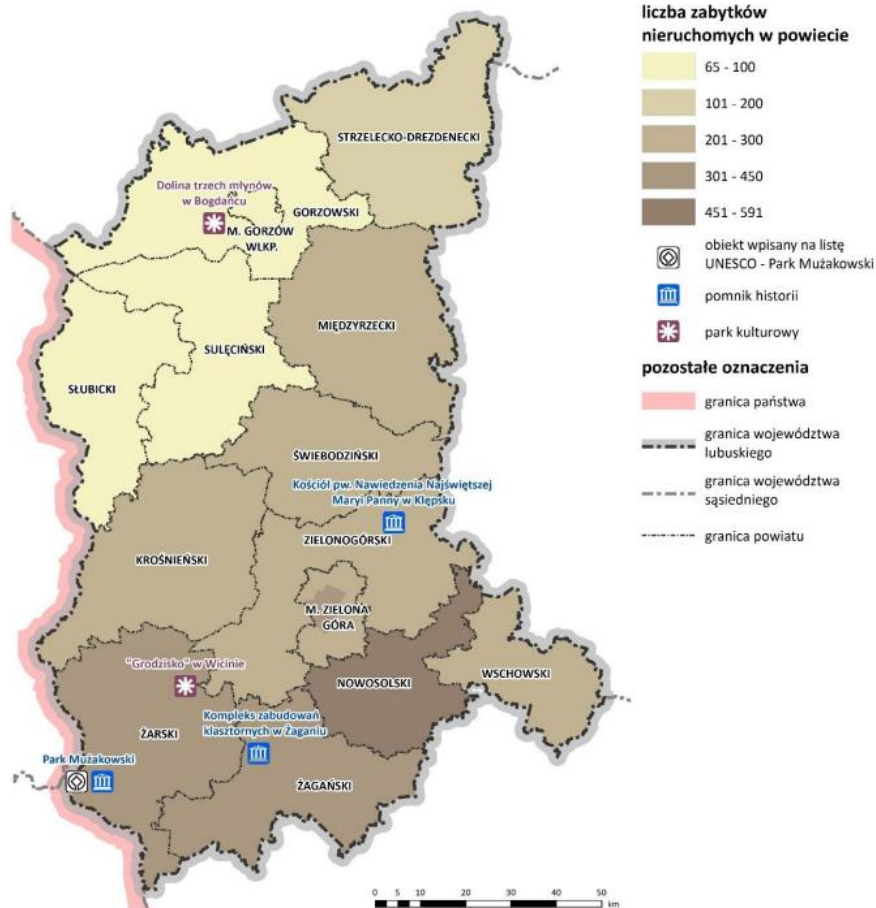 liczba zabytków
nieruchomych w powiecie
65 - 100
101 - 200
201 - 300
301 - 450
451 - 591
obiekt wpisany na listę
UNESCO - Park Mużakowski
pomnik historii
park kulturowy
pozostałe oznaczenia
granica państwa
granica województwa
lubuskiego
granica województwa
sąsiedniego
granica powiatu
STRZELECKO-DREZDENECKI
Dolina trzech młynów
w Bogdańcu
GORZOWSKI
M. GORZÓW
WLKP.
MIĘDZYRZECKI
SULĘCIŃSKI
SŁUBICKI
ŚWIEBODZIŃSKI
Kościół pw. Nawiedzenia Najświętszej
Maryi Panny w Klępsku
ZIELONOGÓRSKI
KROŚNIEŃSKI
M. ZIELONA
GÓRA
"Grodzisko" w Wicinie
NOWOSOLSKI
WSCHOWSKI
Kompleks zabudowań
klasztornych w Żaganiu
ŻARSKI
Park Mużakowski
ŻAGAŃSKI
0 5 10 20 30 40 50
km